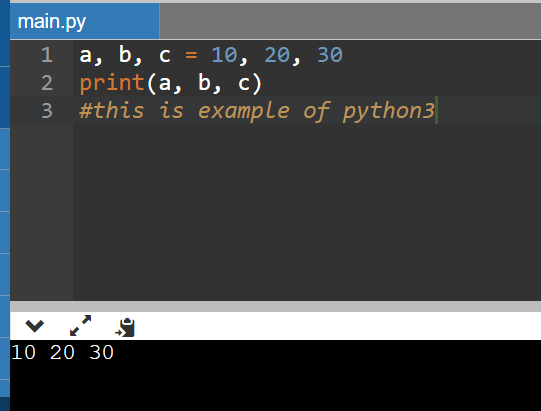 main.py
1 a, b, c = 10, 20, 30
2 print(a, b, c)
3 #this is example of python3
10 20 30